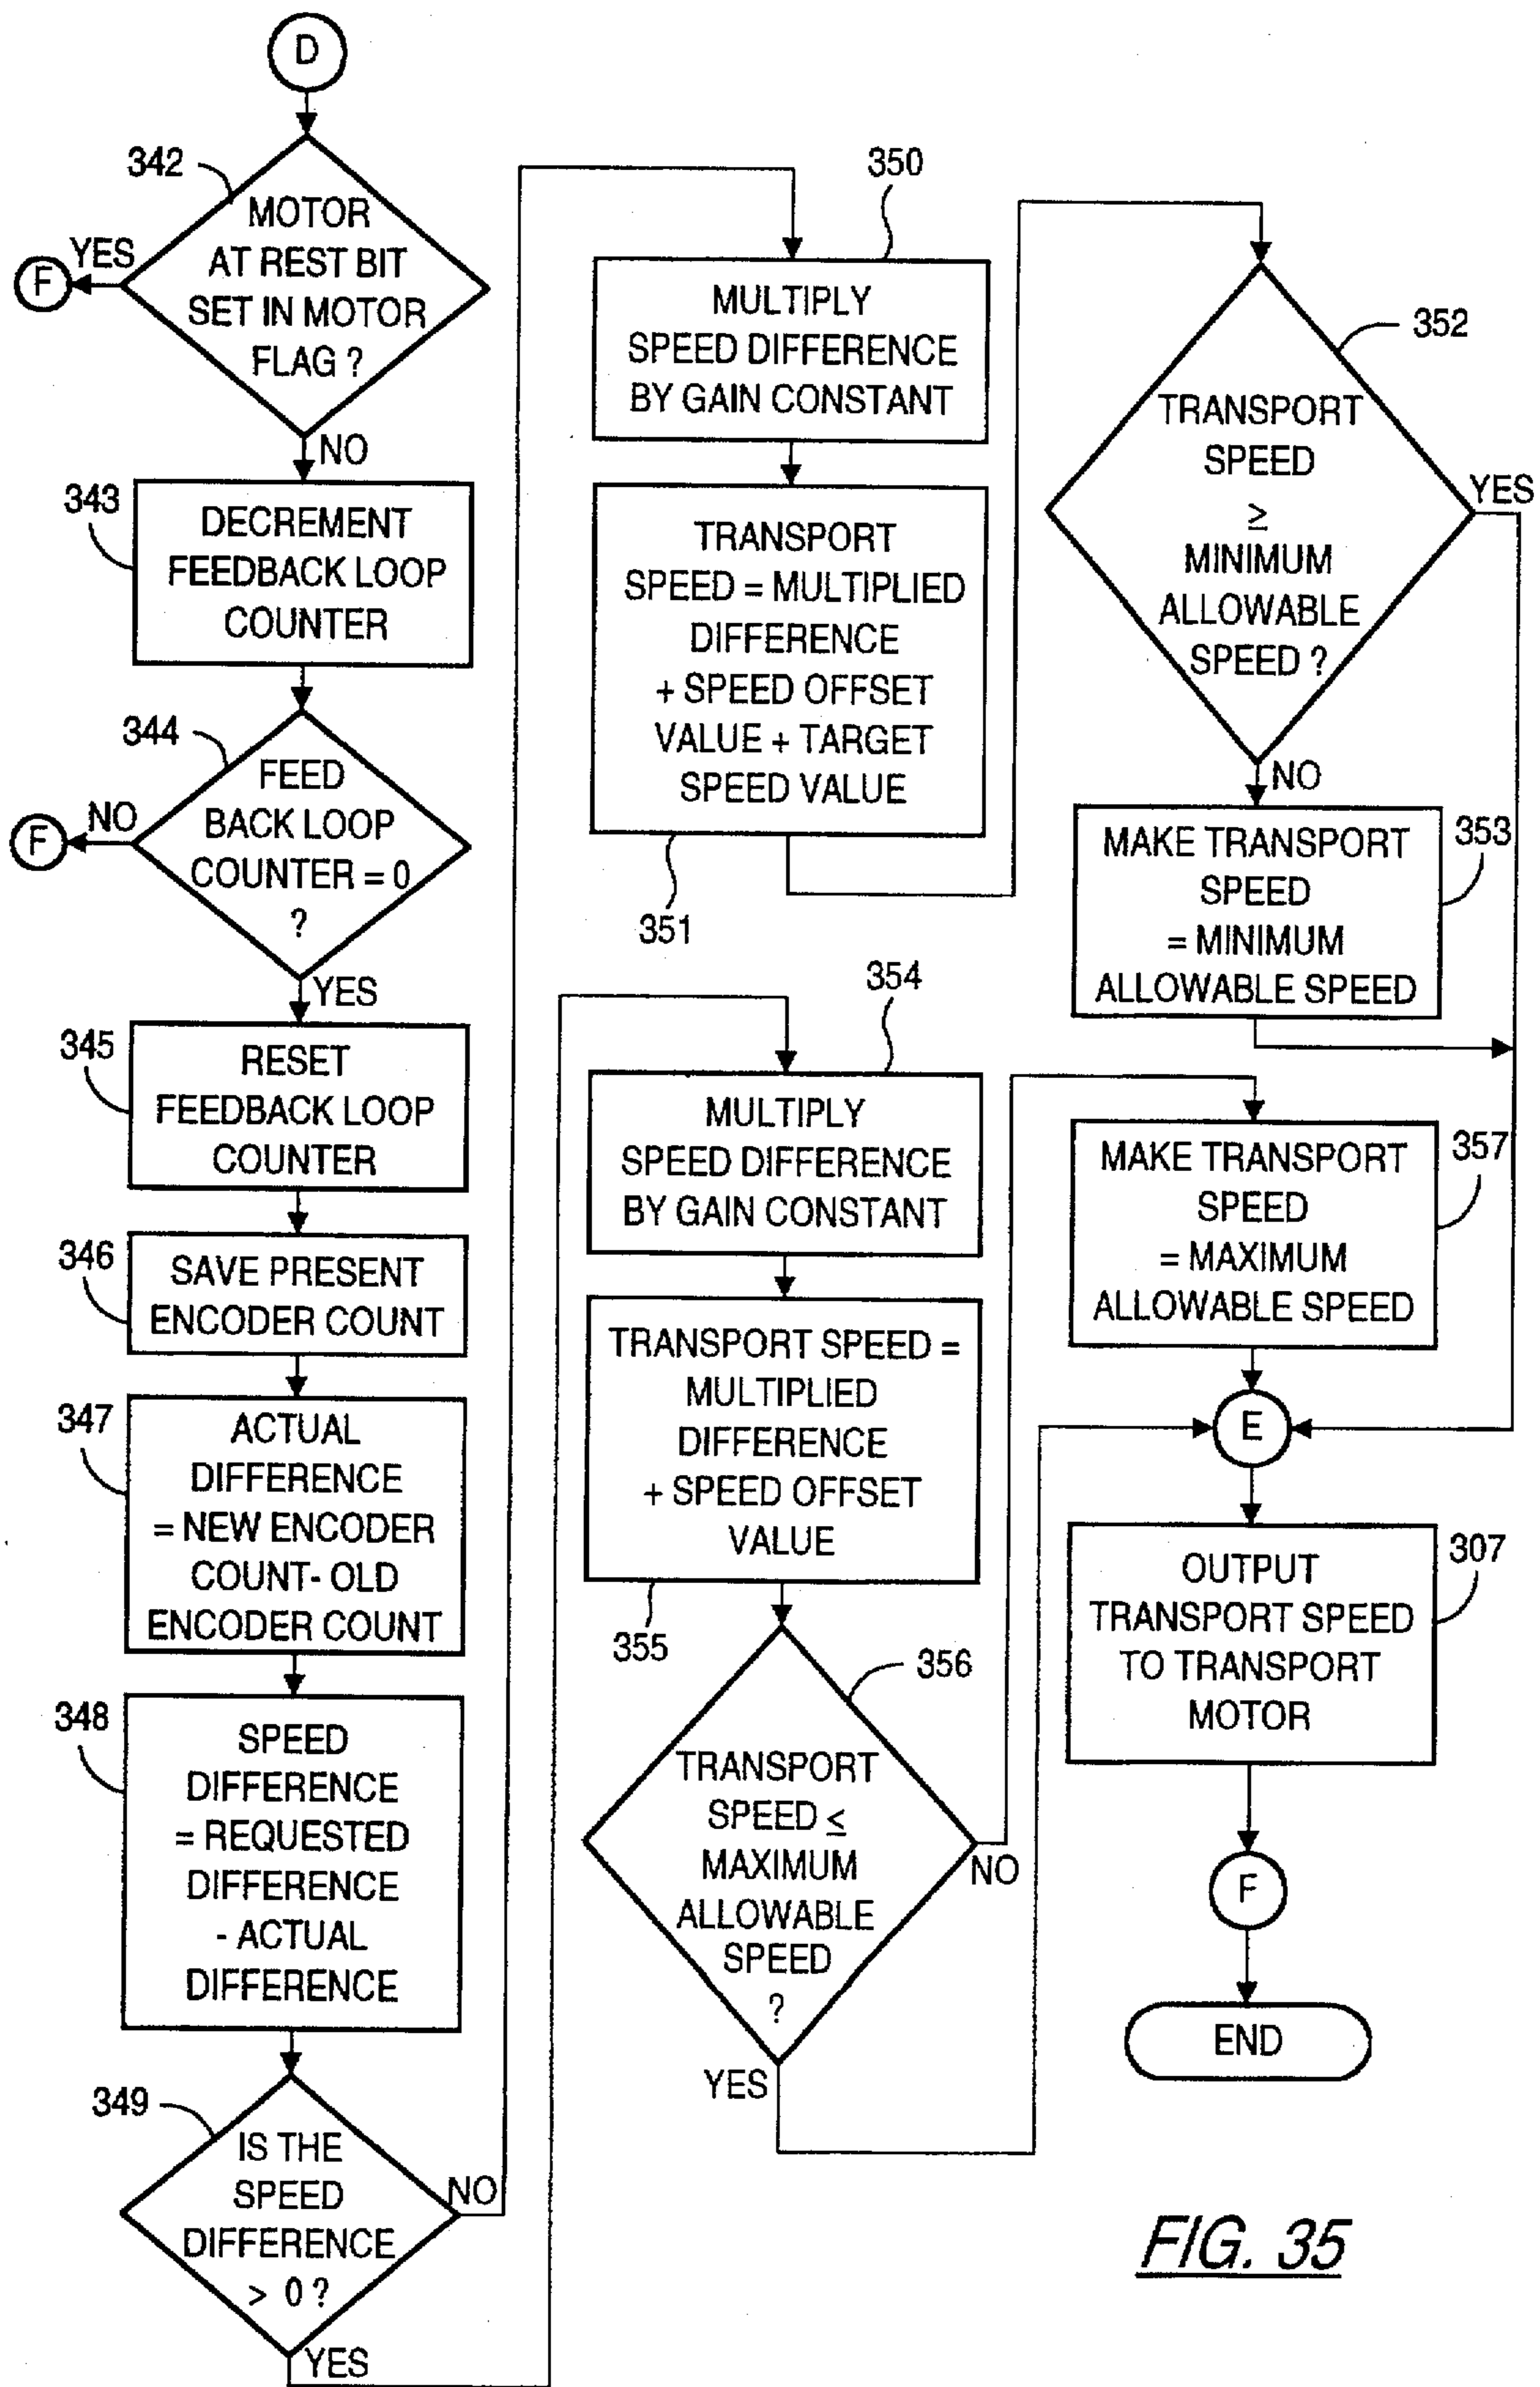 D
342
MOTOR
AT REST BIT
SET IN MOTOR
FLAG ?
YES
F
NO
343
DECREMENT
FEEDBACK LOOP
COUNTER
344
FEED
BACK LOOP
COUNTER = 0
?
NO
F
YES
345
RESET
FEEDBACK LOOP
COUNTER
346
SAVE PRESENT
ENCODER COUNT
347
ACTUAL
DIFFERENCE
= NEW ENCODER
COUNT- OLD
ENCODER COUNT
348
SPEED
DIFFERENCE
= REQUESTED
DIFFERENCE
- ACTUAL
DIFFERENCE
349
IS THE
SPEED
DIFFERENCE
> 0 ?
NO
YES
350
MULTIPLY
SPEED DIFFERENCE
BY GAIN CONSTANT
TRANSPORT
SPEED = MULTIPLIED
DIFFERENCE
+ SPEED OFFSET
VALUE + TARGET
SPEED VALUE
351
354
MULTIPLY
SPEED DIFFERENCE
BY GAIN CONSTANT
TRANSPORT SPEED =
MULTIPLIED
DIFFERENCE
+ SPEED OFFSET
VALUE
355
356
TRANSPORT
SPEED ≤
MAXIMUM
ALLOWABLE
SPEED
?
NO
YES
352
TRANSPORT
SPEED
≥
MINIMUM
ALLOWABLE
SPEED ?
YES
NO
353
MAKE TRANSPORT
SPEED
= MINIMUM
ALLOWABLE SPEED
357
MAKE TRANSPORT
SPEED
= MAXIMUM
ALLOWABLE SPEED
E
307
OUTPUT
TRANSPORT SPEED
TO TRANSPORT
MOTOR
F
END
FIG. 35